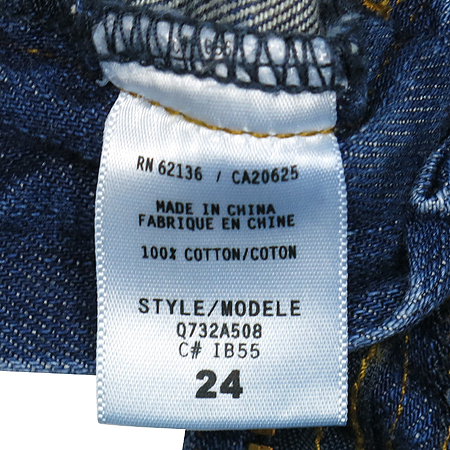 RN 62136 / CA20625
MADE IN CHINA
FABRIQUE EN CHINE
100% COTTON/COTON
STYLE/MODELE
Q732A508
C# IB55
24